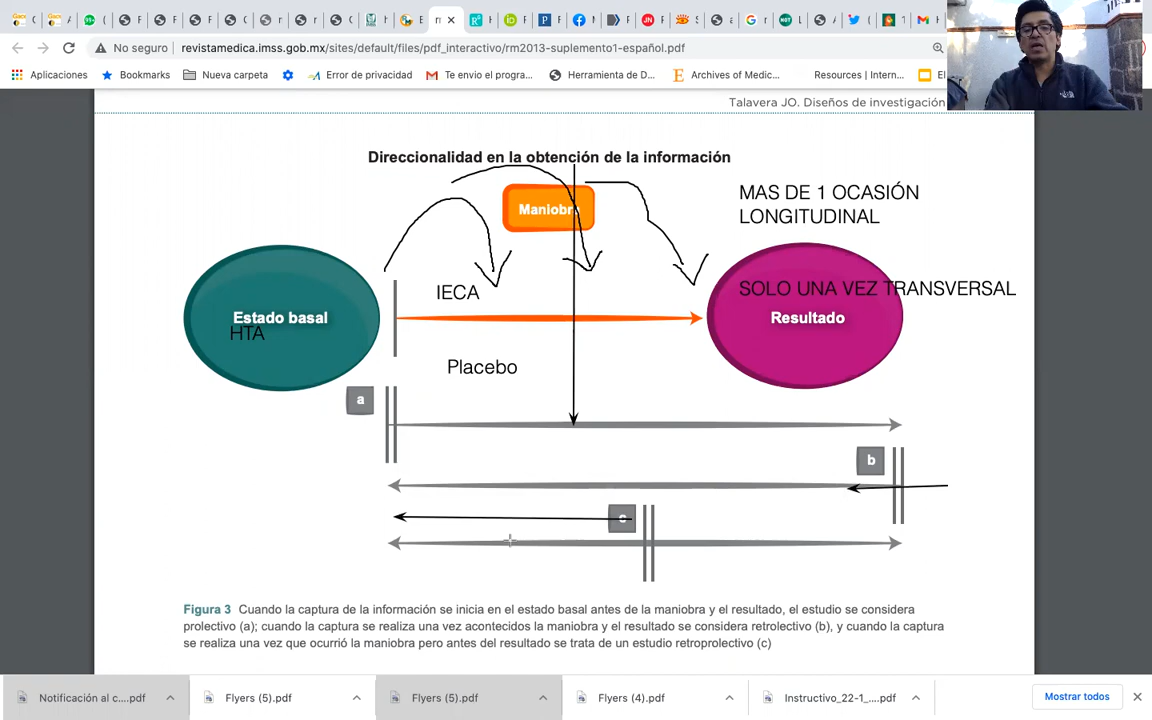 No seguro
revistamedica.imss.gob.mx/sites/default/files/pdf_interactivo/rm2013-suplemento1-español.pdf
Aplicaciones
Bookmarks
Nueva carpeta
Error de privacidad
Te envio el progra...
Herramienta de D...
Archives of Medic...
Resources | Intern...
El
Talavera JO. Diseños de investigación
Direccionalidad en la obtención de la información
Maniobra
MAS DE 1 OCASIÓN
LONGITUDINAL
IECA
SOLO UNA VEZ TRANSVERSAL
Estado basal
Resultado
HTA
Placebo
a
b
c
Figura 3 Cuando la captura de la información se inicia en el estado basal antes de la maniobra y el resultado, el estudio se considera
prolectivo (a); cuando la captura se realiza una vez acontecidos la maniobra y el resultado se considera retrolectivo (b), y cuando la captura
se realiza una vez que ocurrió la maniobra pero antes del resultado se trata de un estudio retroprolectivo (c)
Notificación al c....pdf
Flyers (5).pdf
Flyers (5).pdf
Flyers (4).pdf
Instructivo_22-1_....pdf
Mostrar todos